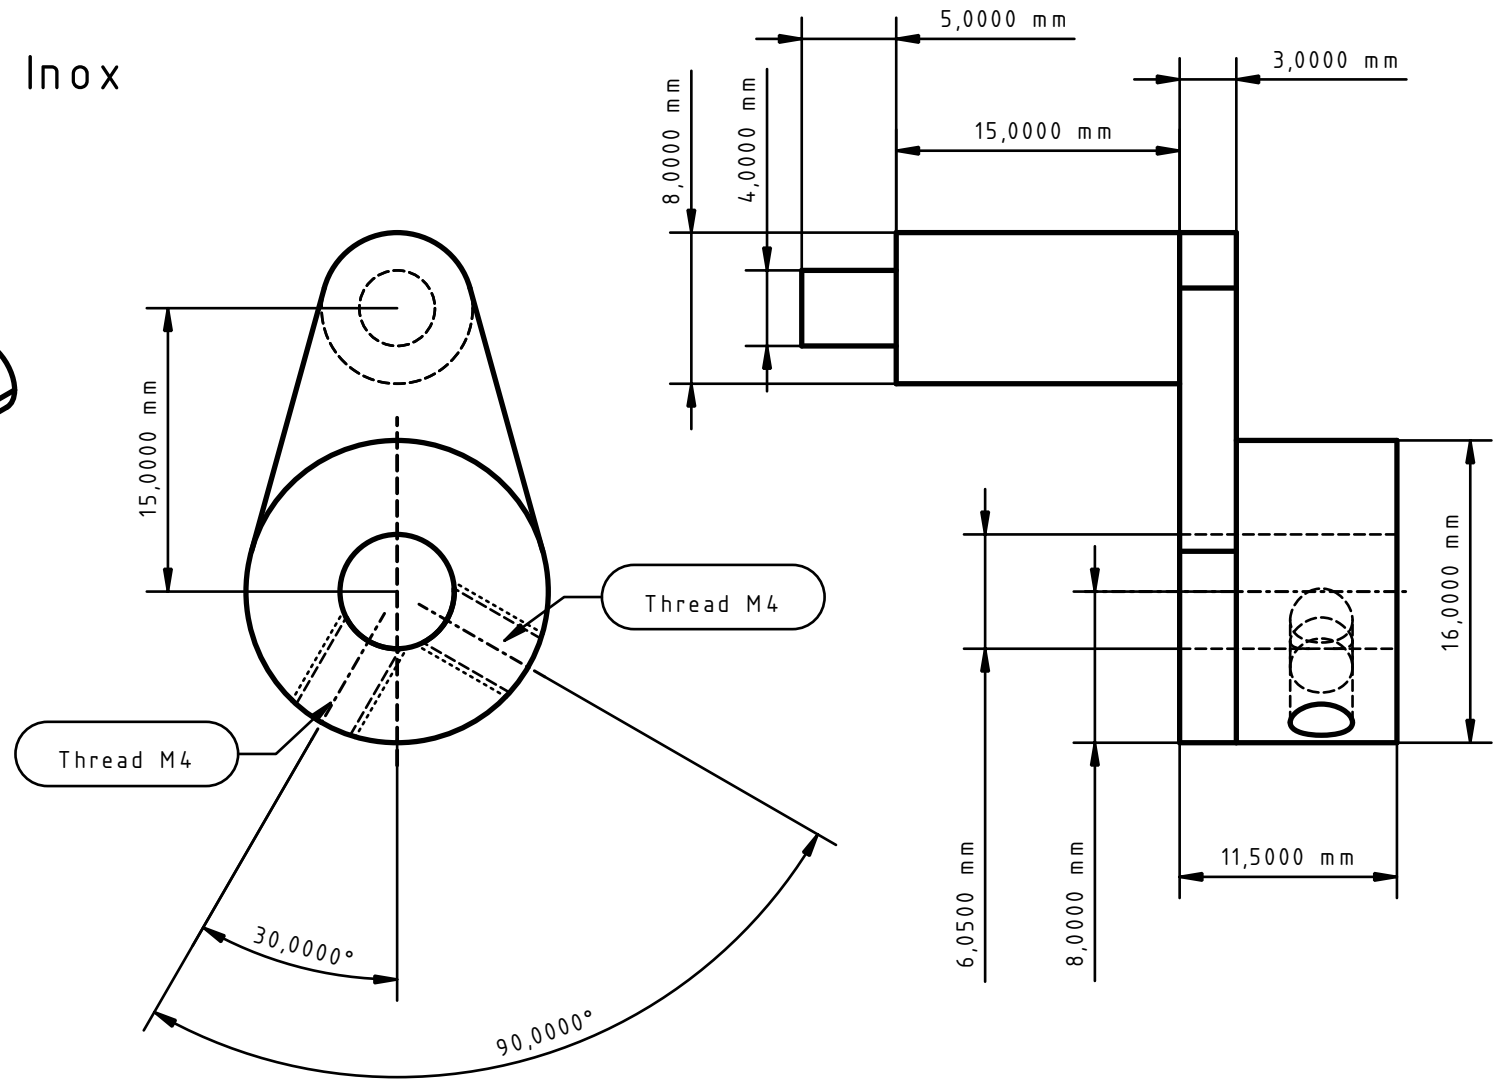 Inox
5,0000 mm
3,0000 mm
15,0000 mm
8,0000 mm
4,0000 mm
15,0000 mm
Thread M4
Thread M4
16,0000 mm
11,5000 mm
6,0500 mm
8,0000 mm
30,0000°
90,0000°